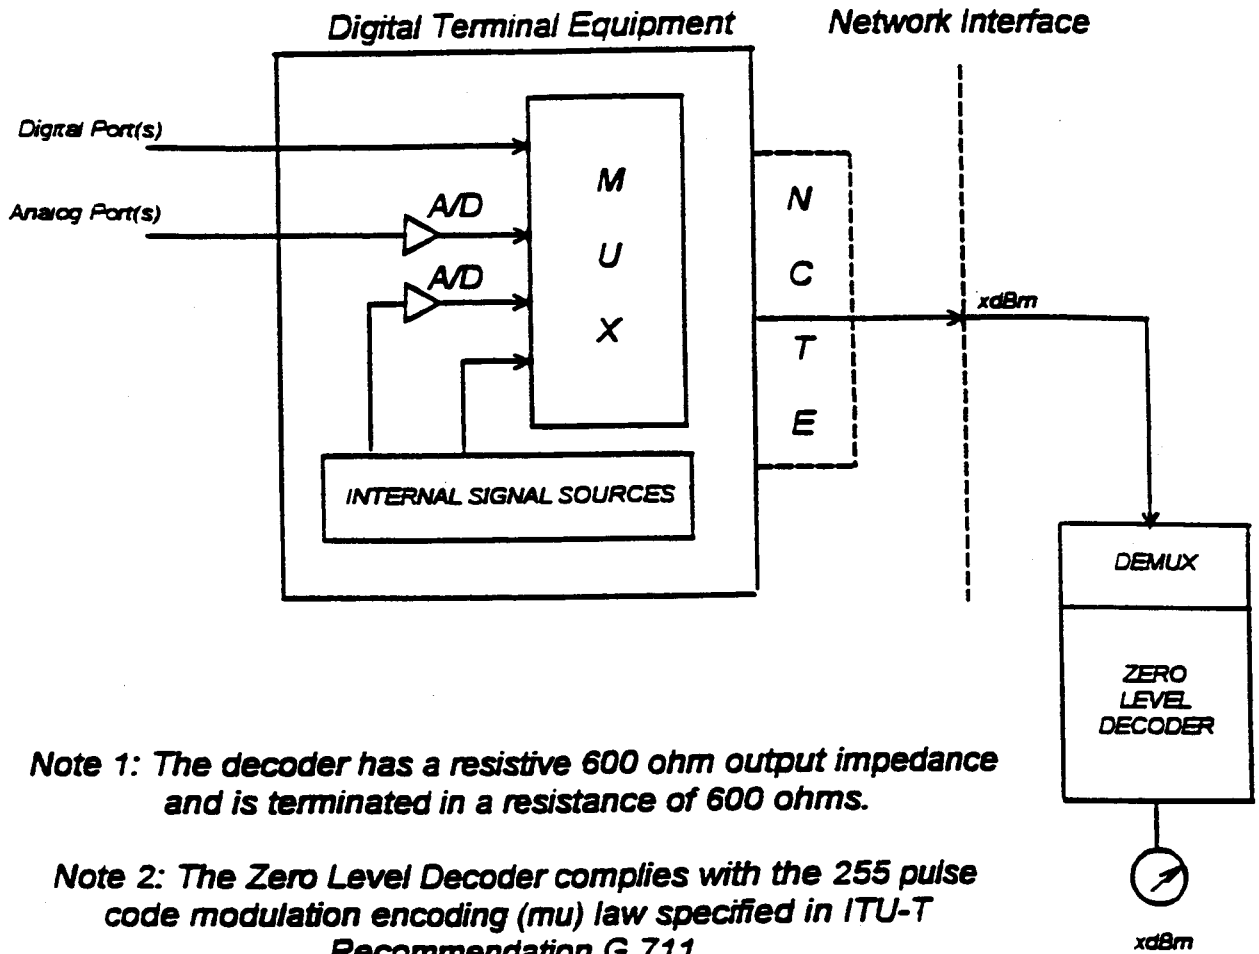 Digital Terminal Equipment
Network Interface
Digital Port(s)
Analog Port(s)
A/D
A/D
M
U
X
N
C
T
E
xdBm
INTERNAL SIGNAL SOURCES
DEMUX
ZERO
LEVEL
DECODER
xdBm
Note 1: The decoder has a resistive 600 ohm output impedance
and is terminated in a resistance of 600 ohms.
Note 2: The Zero Level Decoder complies with the 255 pulse
code modulation encoding (mu) law specified in ITU-T
Recommendation G.711